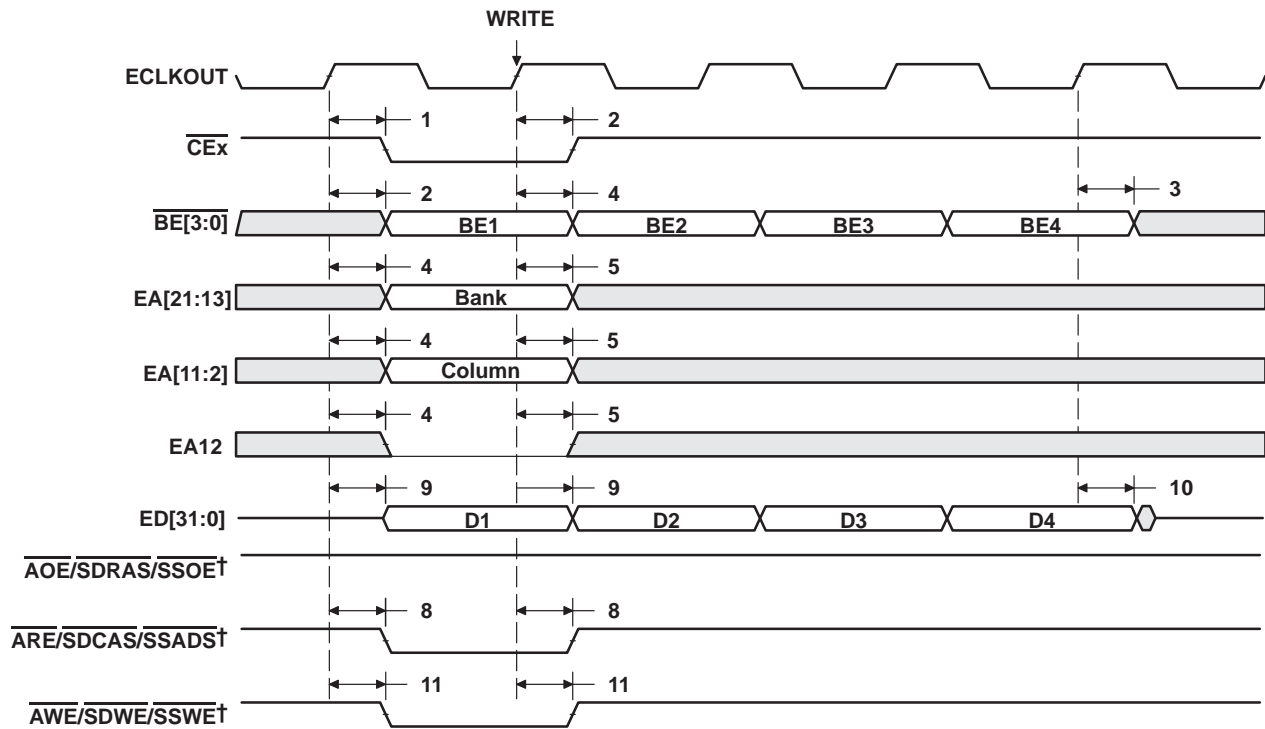 WRITE
ECLKOUT
1 2
CEx
2 4 3
BE[3:0] BE1 BE2 BE3 BE4
4 5
EA[21:13] Bank
4 5
EA[11:2] Column
4 5
EA12
9 9 10
ED[31:0] D1 D2 D3 D4
AOE/SDRAS/SSOE†
8 8
ARE/SDCAS/SSADS†
11 11
AWE/SDWE/SSWE†